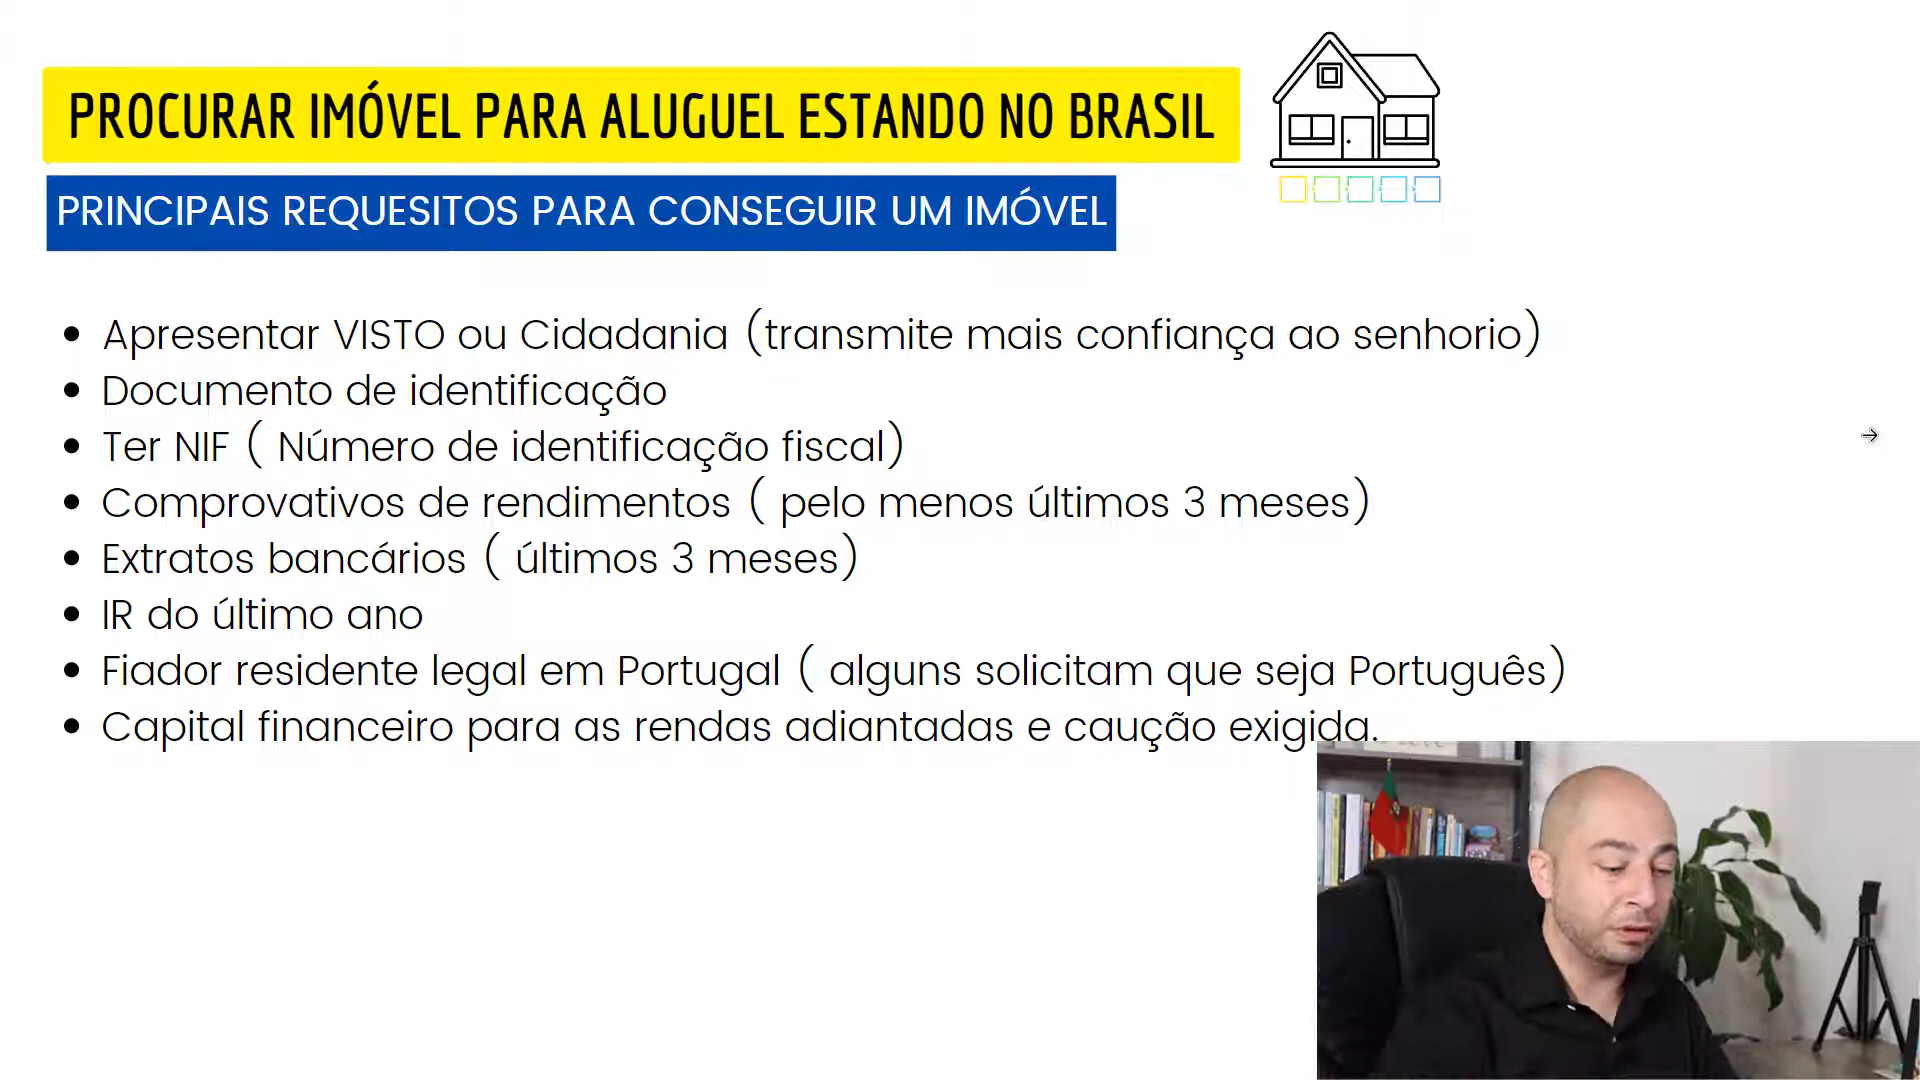 PROCURAR IMÓVEL PARA ALUGUEL ESTANDO NO BRASIL
PRINCIPAIS REQUESITOS PARA CONSEGUIR UM IMÓVEL
• Apresentar VISTO ou Cidadania (transmite mais confiança ao senhorio)
• Documento de identificação
• Ter NIF ( Número de identificação fiscal)
• Comprovativos de rendimentos ( pelo menos últimos 3 meses)
• Extratos bancários ( últimos 3 meses)
• IR do último ano
• Fiador residente legal em Portugal ( alguns solicitam que seja Português)
• Capital financeiro para as rendas adiantadas e caução exigida.